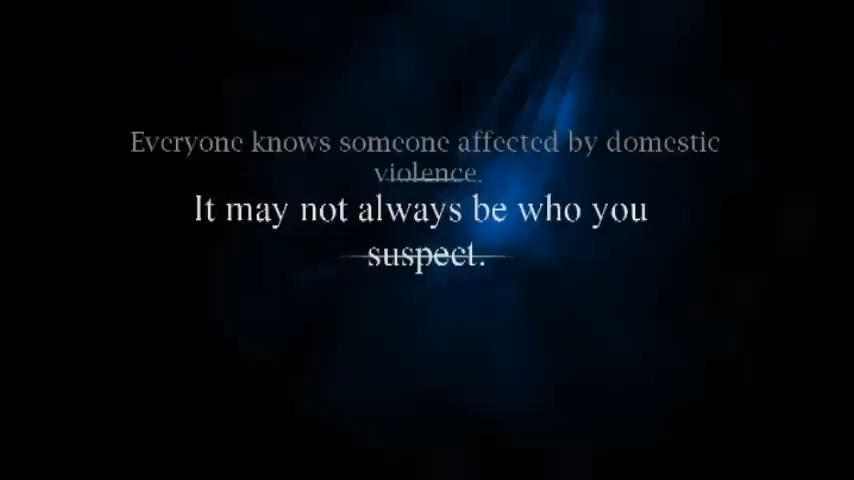 Everyone knows someone affected by domestic
violence.
It may not always be who you
suspect.